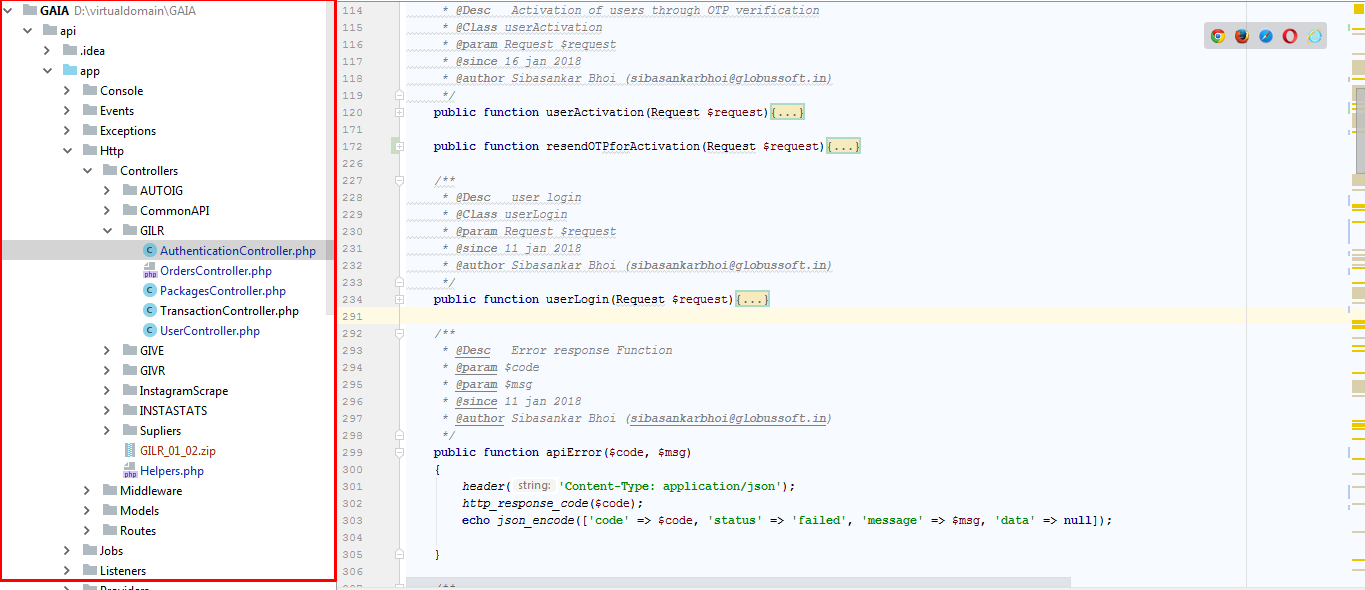 GAIA D:\virtualdomain\GAIA
api
.idea
app
Console
Events
Exceptions
Http
Controllers
AUTOIG
CommonAPI
GILR
AuthenticationController.php
php OrdersController.php
PackagesController.php
TransactionController.php
UserController.php
GIVE
GIVR
InstagramScrape
INSTASTATS
Supliers
GILR_01_02.zip
php Helpers.php
Middleware
Models
Routes
Jobs
Listeners
Providers
114 * @Desc Activation of users through OTP verification
115 * @Class userActivation
116 * @param Request $request
117 * @since 16 jan 2018
118 * @author Sibasankar Bhoi (sibasankarbhoi@globussoft.in)
119 */
120 public function userActivation(Request $request){...}
171
172 public function resendOTPforActivation(Request $request){...}
226
227 /**
228 * @Desc user login
229 * @Class userLogin
230 * @param Request $request
231 * @since 11 jan 2018
232 * @author Sibasankar Bhoi (sibasankarbhoi@globussoft.in)
233 */
234 public function userLogin(Request $request){...}
291
292 /**
293 * @Desc Error response Function
294 * @param $code
295 * @param $msg
296 * @since 11 jan 2018
297 * @author Sibasankar Bhoi (sibasankarbhoi@globussoft.in)
298 */
299 public function apiError($code, $msg)
300 {
301 header( string: 'Content-Type: application/json');
302 http_response_code($code);
303 echo json_encode(['code' => $code, 'status' => 'failed', 'message' => $msg, 'data' => null]);
304
305 }
306
307 /**